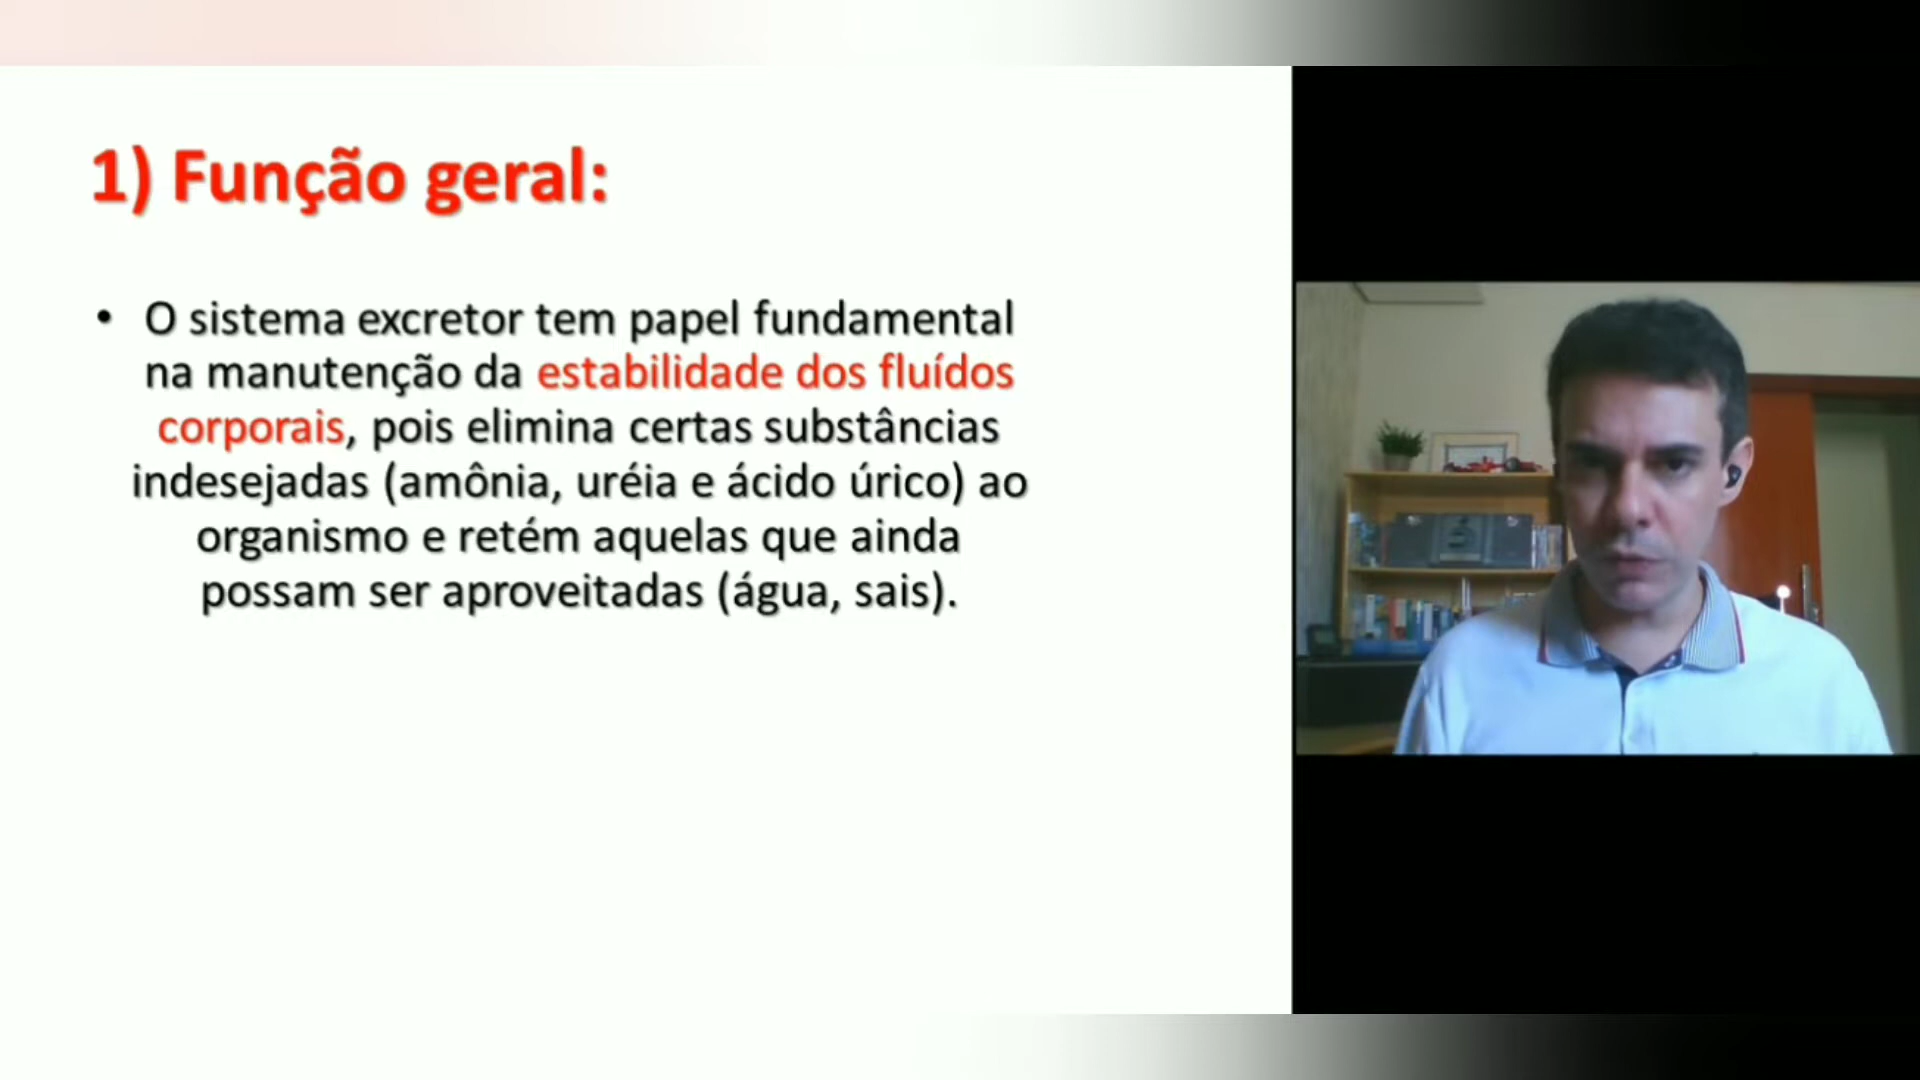 1) Função geral:
• O sistema excretor tem papel fundamental
na manutenção da estabilidade dos fluídos
corporais, pois elimina certas substâncias
indesejadas (amônia, uréia e ácido úrico) ao
organismo e retém aquelas que ainda
possam ser aproveitadas (água, sais).